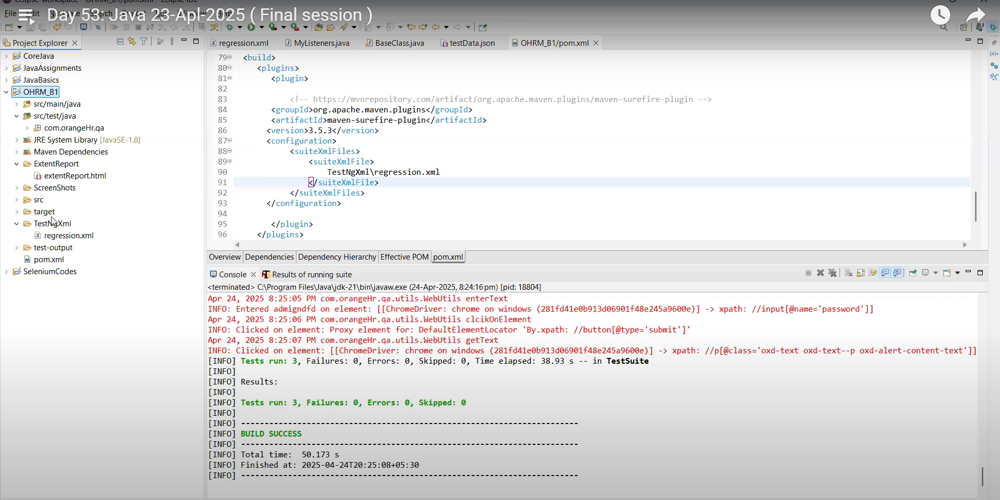 eclipse-workspace - OHRM_B1/pom.xml - Eclipse IDE
File Edit Navigate Search Project Run Window Help
Day 53: Java 23-Apr-2025 ( Final session )
Project Explorer
CoreJava
JavaAssignments
JavaBasics
OHRM_B1
src/main/java
src/test/java
com.orangeHr.qa
JRE System Library [JavaSE-1.8]
Maven Dependencies
ExtentReport
extentReport.html
ScreenShots
src
target
TestNgXml
regression.xml
test-output
pom.xml
SeleniumCodes
regression.xml MyListeners.java BaseClass.java testData.json OHRM_B1/pom.xml
79 <build>
80 <plugins>
81 <plugin>
82
83 <!-- https://mvnrepository.com/artifact/org.apache.maven.plugins/maven-surefire-plugin -->
84 <groupId>org.apache.maven.plugins</groupId>
85 <artifactId>maven-surefire-plugin</artifactId>
86 <version>3.5.3</version>
87 <configuration>
88 <suiteXmlFiles>
89 <suiteXmlFile>
90 TestNgXml\regression.xml
91 </suiteXmlFile>
92 </suiteXmlFiles>
93 </configuration>
94
95 </plugin>
96 </plugins>
Overview Dependencies Dependency Hierarchy Effective POM pom.xml
Console Results of running suite
<terminated> C:\Program Files\Java\jdk-21\bin\javaw.exe (24-Apr-2025, 8:24:16 pm) [pid: 18804]
Apr 24, 2025 8:25:05 PM com.orangeHr.qa.utils.WebUtils enterText
INFO: Entered admigndfd on element: [[ChromeDriver: chrome on windows (281fd41e0b913d06901f48e245a9600e)] -> xpath: //input[@name='password']]
Apr 24, 2025 8:25:06 PM com.orangeHr.qa.utils.WebUtils clcikOnElement
INFO: Clicked on element: Proxy element for: DefaultElementLocator 'By.xpath: //button[@type='submit']'
Apr 24, 2025 8:25:07 PM com.orangeHr.qa.utils.WebUtils getText
INFO: Clicked on element: [[ChromeDriver: chrome on windows (281fd41e0b913d06901f48e245a9600e)] -> xpath: //p[@class='oxd-text oxd-text--p oxd-alert-content-text']]
[INFO] Tests run: 3, Failures: 0, Errors: 0, Skipped: 0, Time elapsed: 38.93 s -- in TestSuite
[INFO]
[INFO] Results:
[INFO]
[INFO] Tests run: 3, Failures: 0, Errors: 0, Skipped: 0
[INFO]
[INFO] ------------------------------------------------------------------------
[INFO] BUILD SUCCESS
[INFO] ------------------------------------------------------------------------
[INFO] Total time:  50.173 s
[INFO] Finished at: 2025-04-24T20:25:08+05:30
[INFO] ------------------------------------------------------------------------